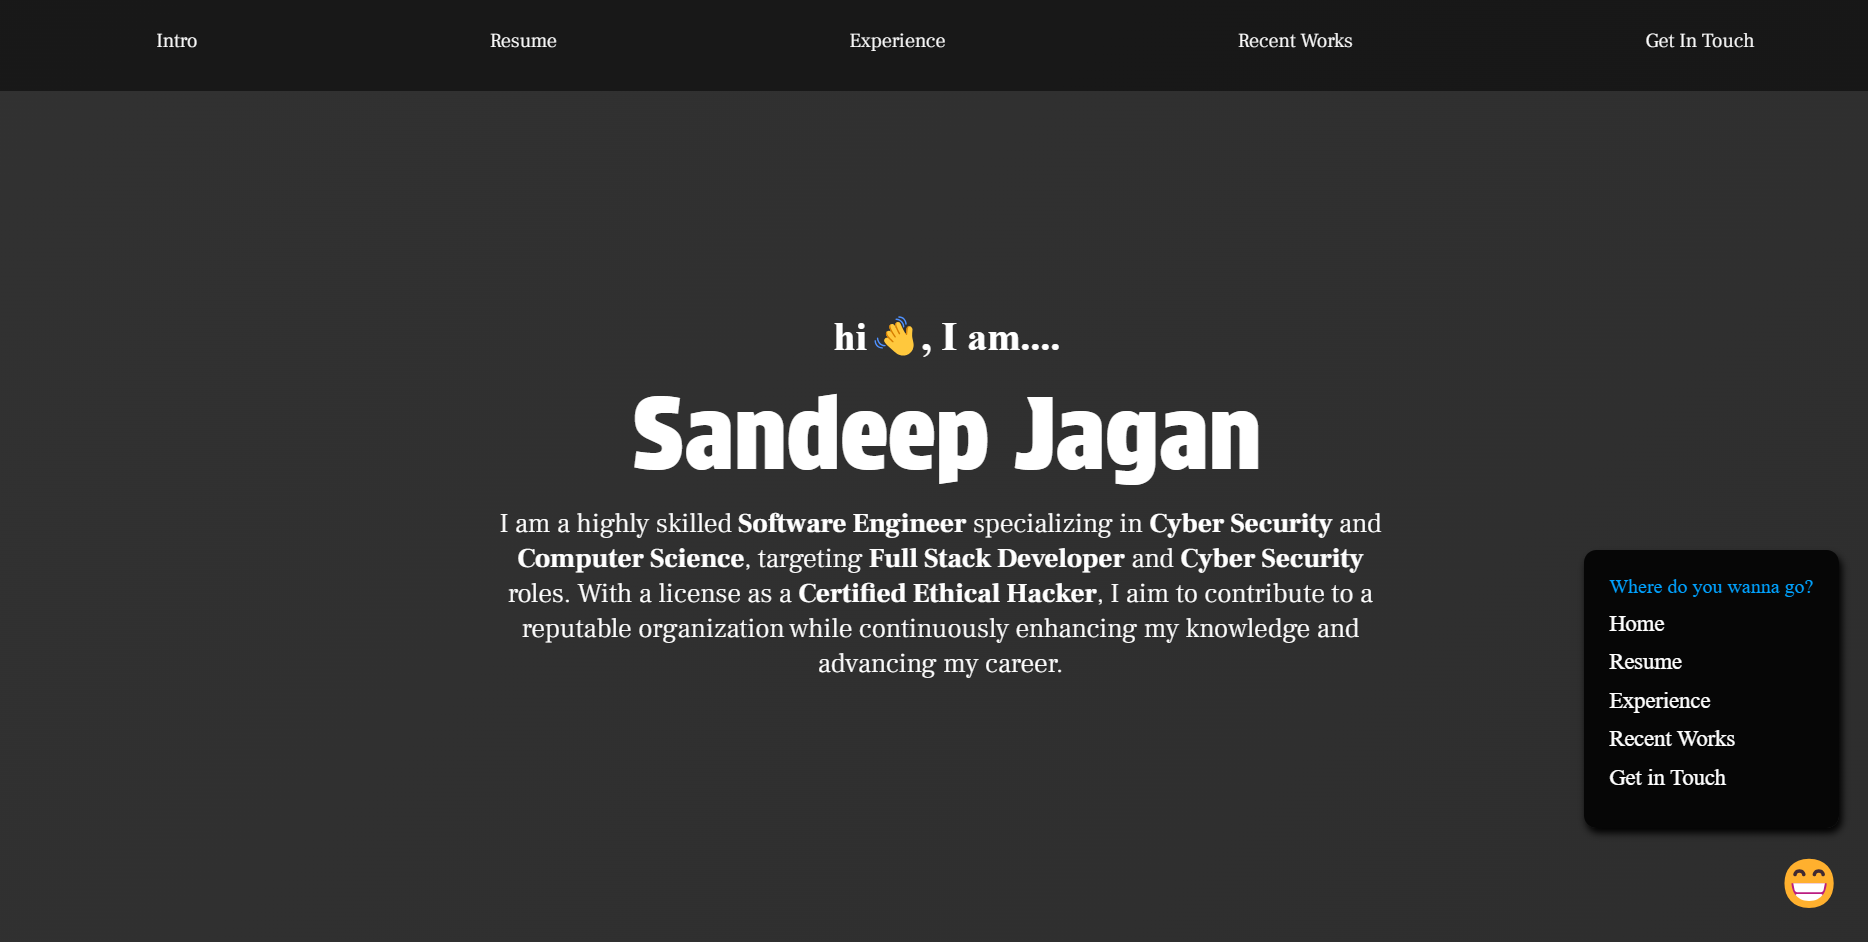 Intro Resume Experience Recent Works Get In Touch
hi 👋, I am....
Sandeep Jagan
I am a highly skilled Software Engineer specializing in Cyber Security and
Computer Science, targeting Full Stack Developer and Cyber Security
roles. With a license as a Certified Ethical Hacker, I aim to contribute to a
reputable organization while continuously enhancing my knowledge and
advancing my career.
Where do you wanna go?
Home
Resume
Experience
Recent Works
Get in Touch